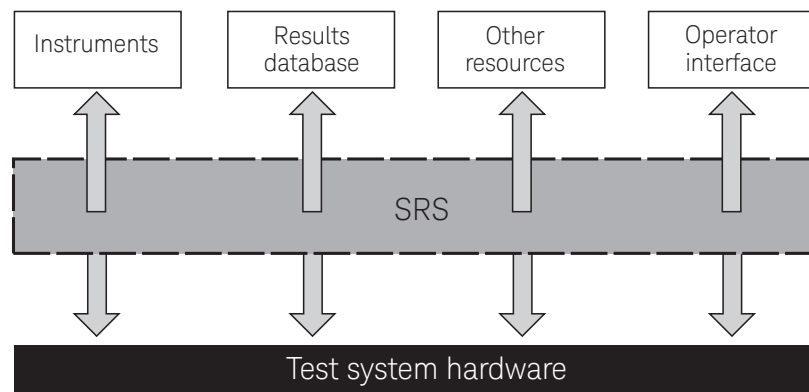 Instruments
Results
database
Other
resources
Operator
interface
SRS
Test system hardware